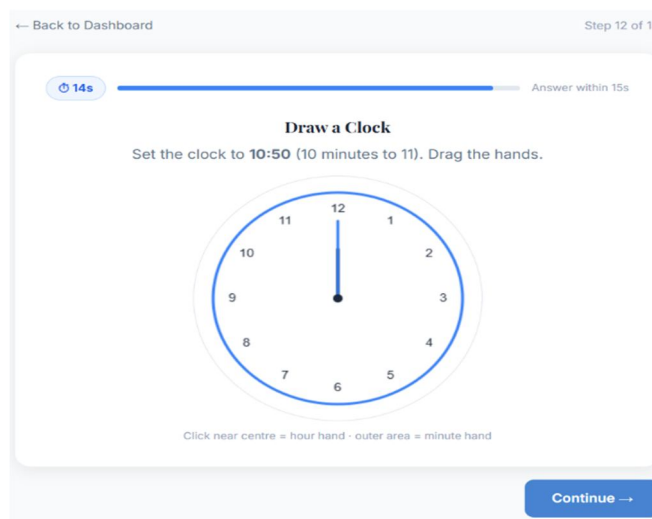 ← Back to Dashboard
Step 12 of 1
14s
Answer within 15s
Draw a Clock
Set the clock to 10:50 (10 minutes to 11). Drag the hands.
12
11
1
10
2
9
3
8
4
7
5
6
Click near centre = hour hand · outer area = minute hand
Continue →